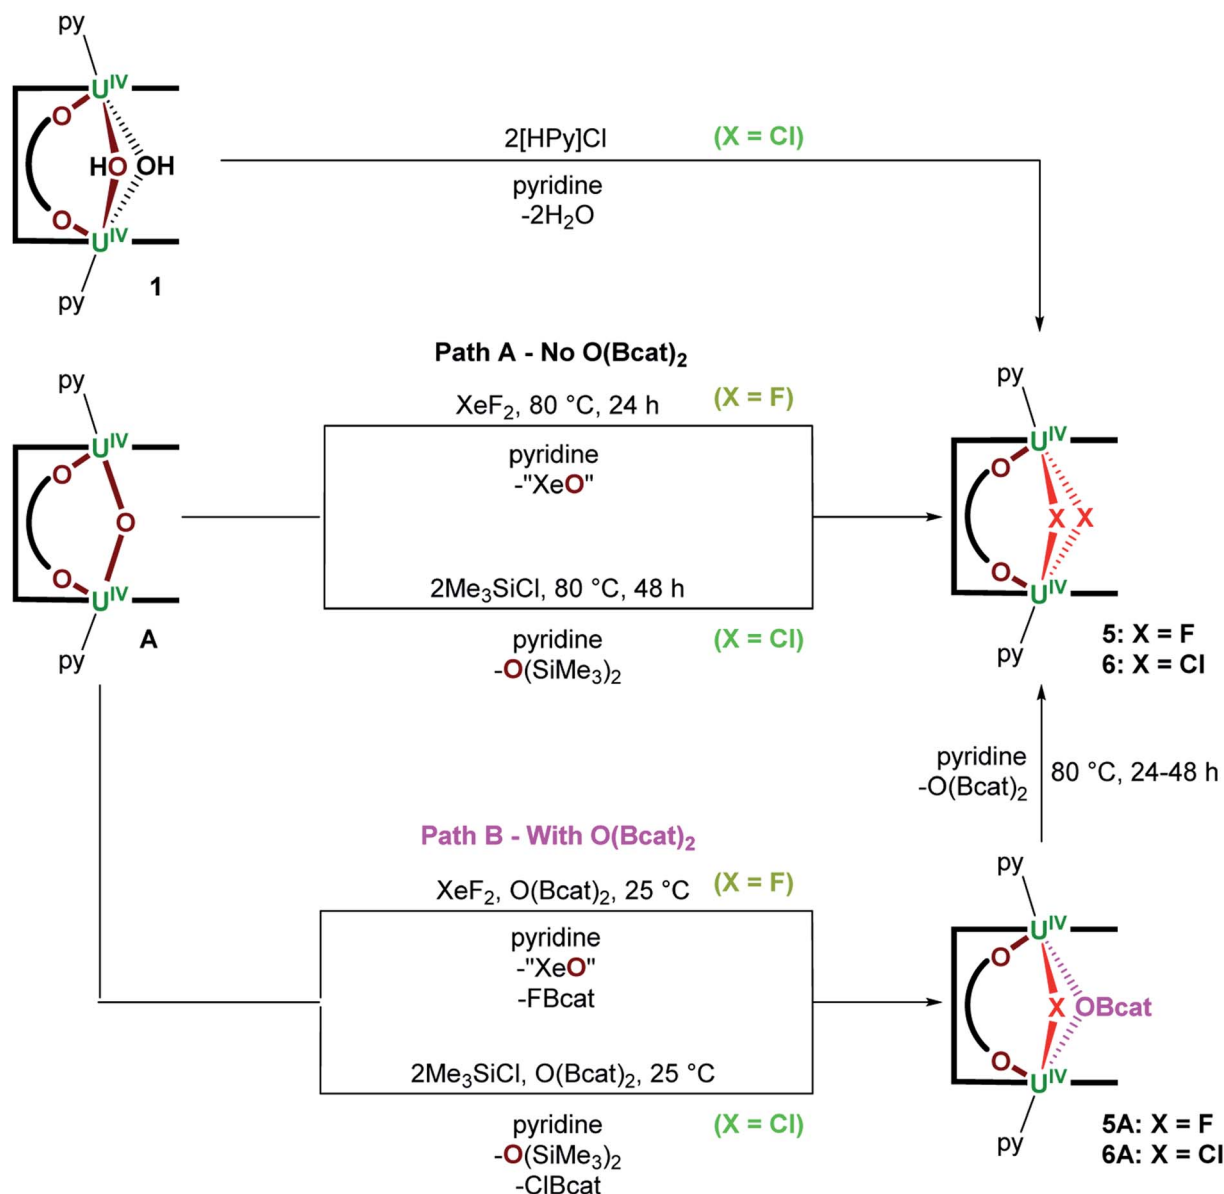 py
U^IV
O
HO OH
O
U^IV
py
1
2[HPy]Cl (X = Cl)
pyridine
-2H₂O
Path A - No O(Bcat)₂
XeF₂, 80 °C, 24 h (X = F)
pyridine
-"XeO"
2Me₃SiCl, 80 °C, 48 h
pyridine (X = Cl)
-O(SiMe₃)₂
py
U^IV
O
O
O
U^IV
py
A
py
U^IV
O
X X
O
U^IV
py
5: X = F
6: X = Cl
pyridine
-O(Bcat)₂
80 °C, 24-48 h
Path B - With O(Bcat)₂
XeF₂, O(Bcat)₂, 25 °C (X = F)
pyridine
-"XeO"
-FBcat
2Me₃SiCl, O(Bcat)₂, 25 °C
pyridine (X = Cl)
-O(SiMe₃)₂
-ClBcat
py
U^IV
O
X OBcat
O
U^IV
py
5A: X = F
6A: X = Cl